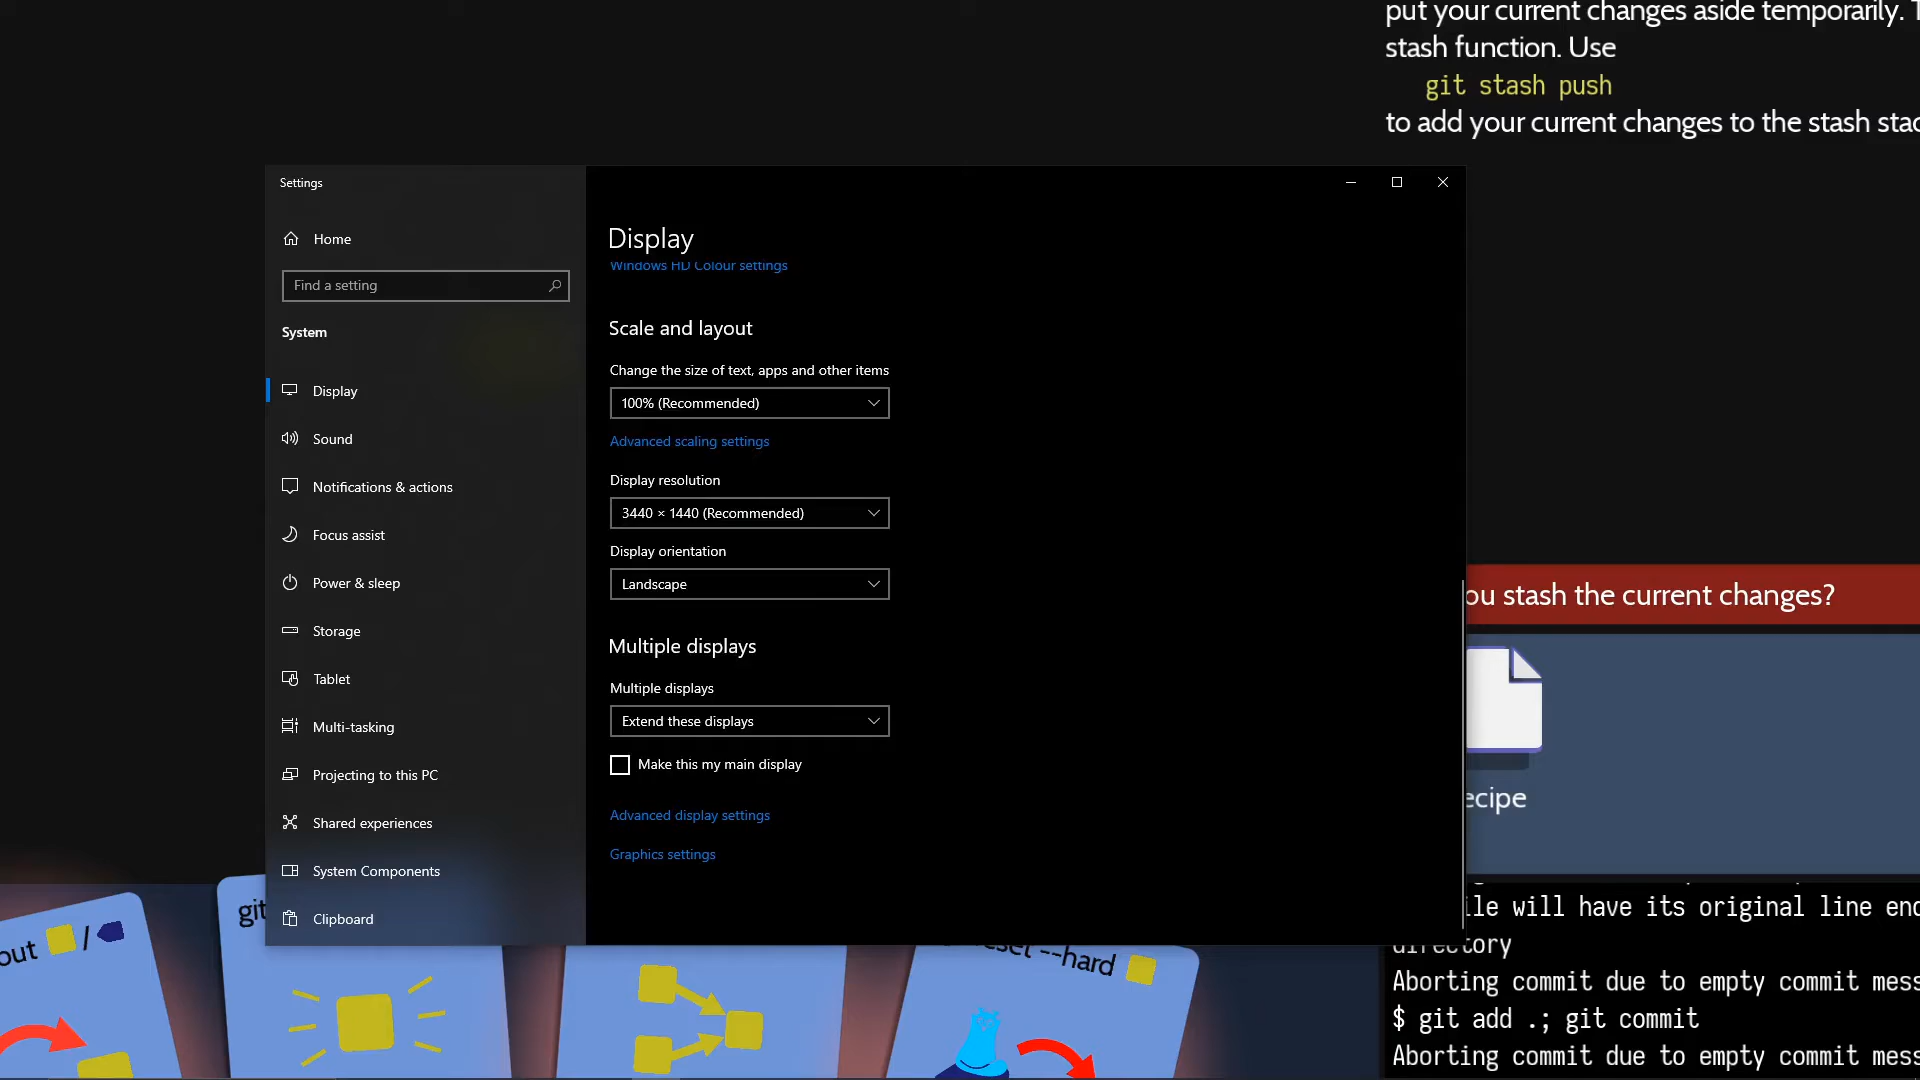 put your current changes aside temporarily.
stash function. Use
git stash push
to add your current changes to the stash
Settings
Home
Display
Windows HD Colour settings
Find a setting
System
Scale and layout
Change the size of text, apps and other items
100% (Recommended)
Display
Advanced scaling settings
Sound
Display resolution
Notifications & actions
3440 × 1440 (Recommended)
Focus assist
Display orientation
Landscape
Power & sleep
ou stash the current changes?
Storage
Multiple displays
Tablet
Multiple displays
Extend these displays
Multi-tasking
Make this my main display
Projecting to this PC
ecipe
Advanced display settings
Shared experiences
Graphics settings
System Components
Clipboard
git
out /
--hard
ile will have its original line
directory
Aborting commit due to empty commit mess
$ git add .; git commit
Aborting commit due to empty commit mess